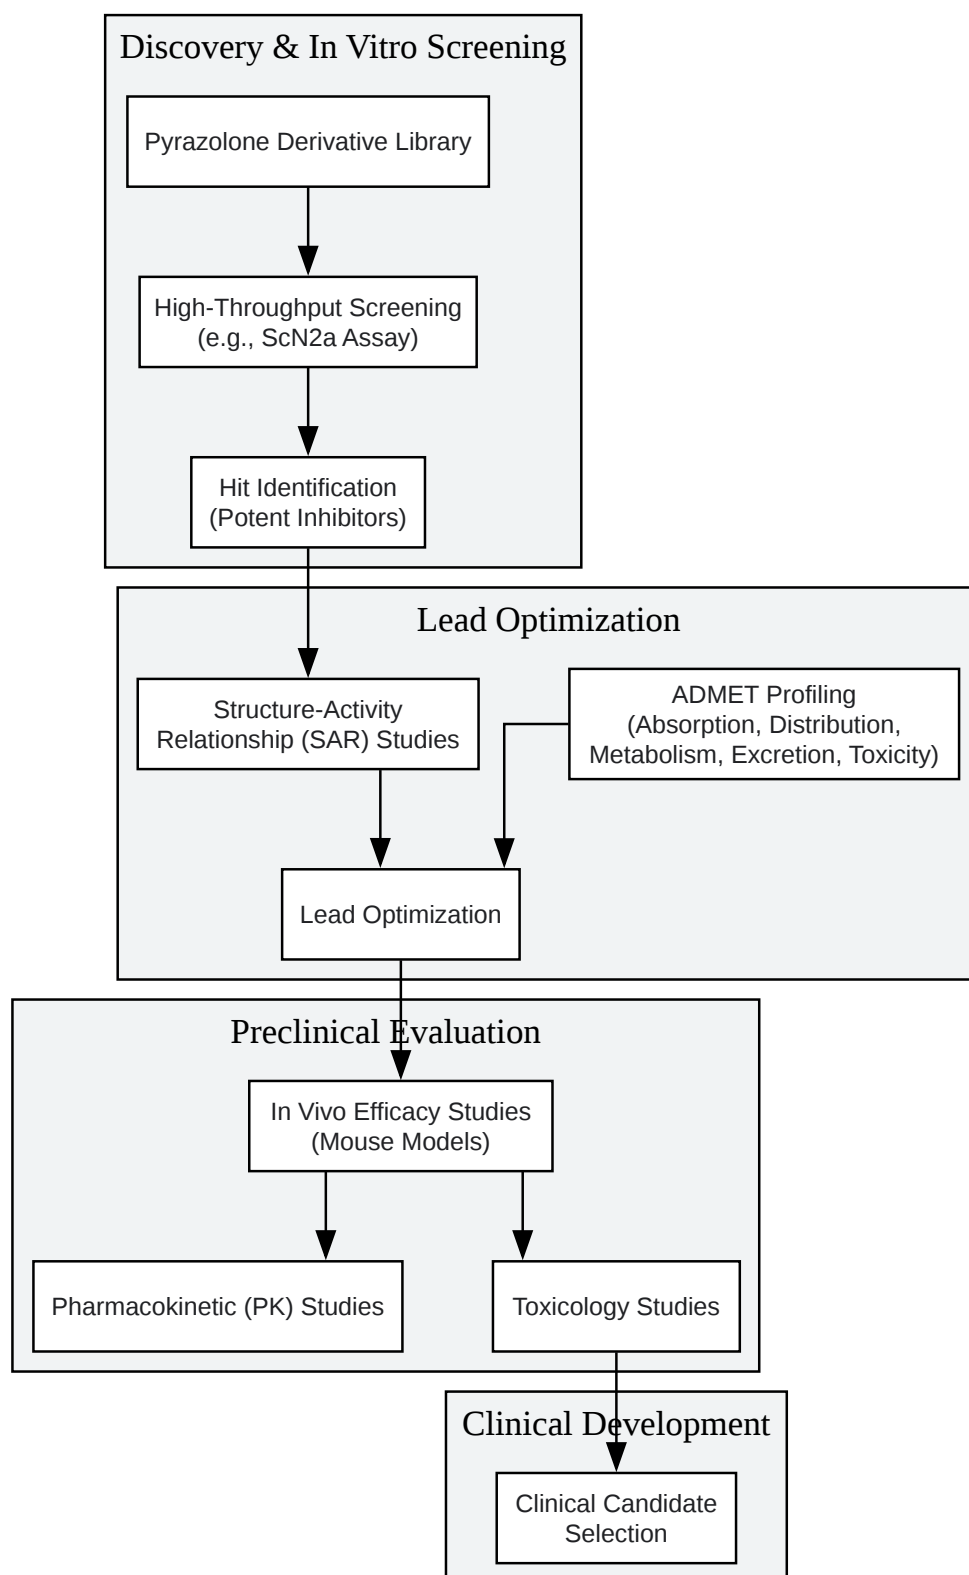 Discovery & In Vitro Screening
Pyrazolone Derivative Library
High-Throughput Screening
(e.g., ScN2a Assay)
Hit Identification
(Potent Inhibitors)
Lead Optimization
Structure-Activity
Relationship (SAR) Studies
ADMET Profiling
(Absorption, Distribution,
Metabolism, Excretion, Toxicity)
Lead Optimization
Preclinical Evaluation
In Vivo Efficacy Studies
(Mouse Models)
Pharmacokinetic (PK) Studies
Toxicology Studies
Clinical Development
Clinical Candidate
Selection